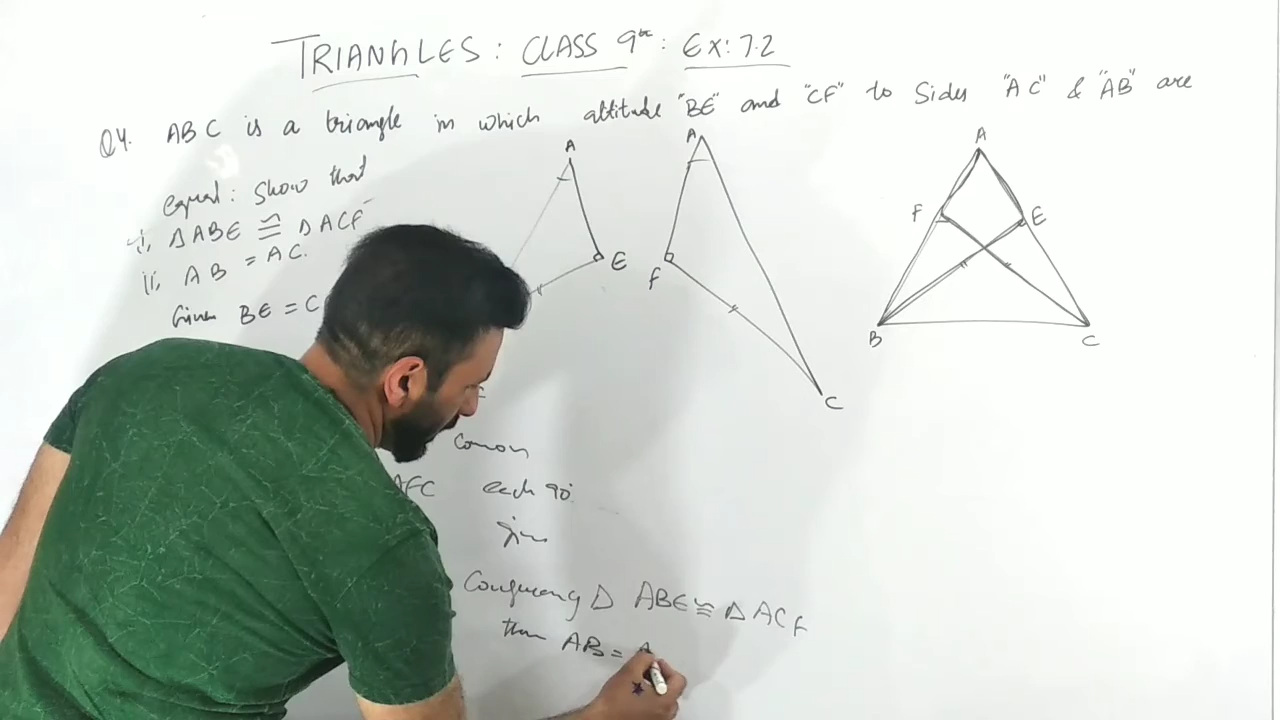 TRIANGLES: CLASS 9th: EX: 7.2
Q4. ABC is a triangle in which altitude "BE" and "CF" to Sides "AC" & "AB" are
equal: Show that
i, ΔABE ≅ ΔACF
ii, AB = AC.
Given BE = C
A
E
A
F
C
A
F
E
B
C
Comon
AFC each 90°
given
Congruency Δ ABE ≅ Δ ACF
then AB = A